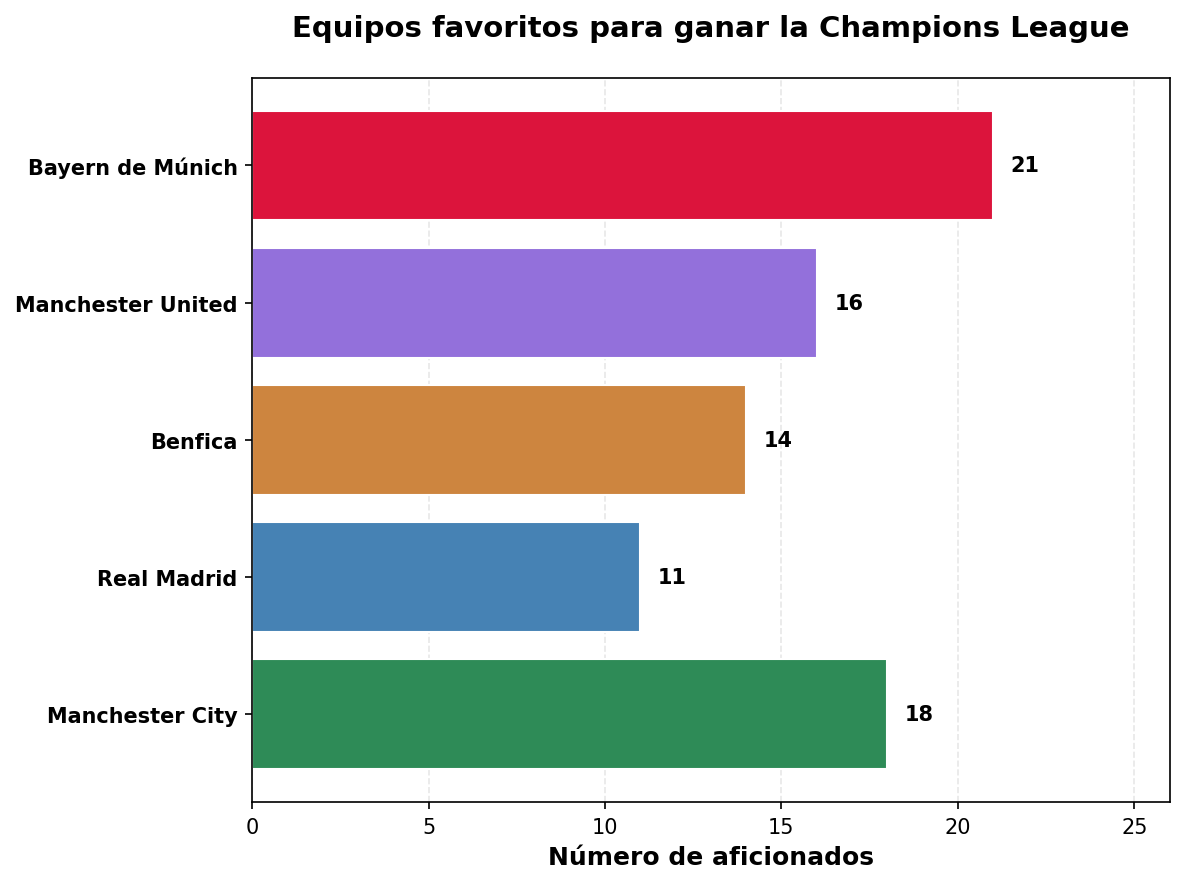 Equipos favoritos para ganar la Champions League
Bayern de Múnich
21
Manchester United
16
Benfica
14
Real Madrid
11
Manchester City
18
0 5 10 15 20 25
Número de aficionados